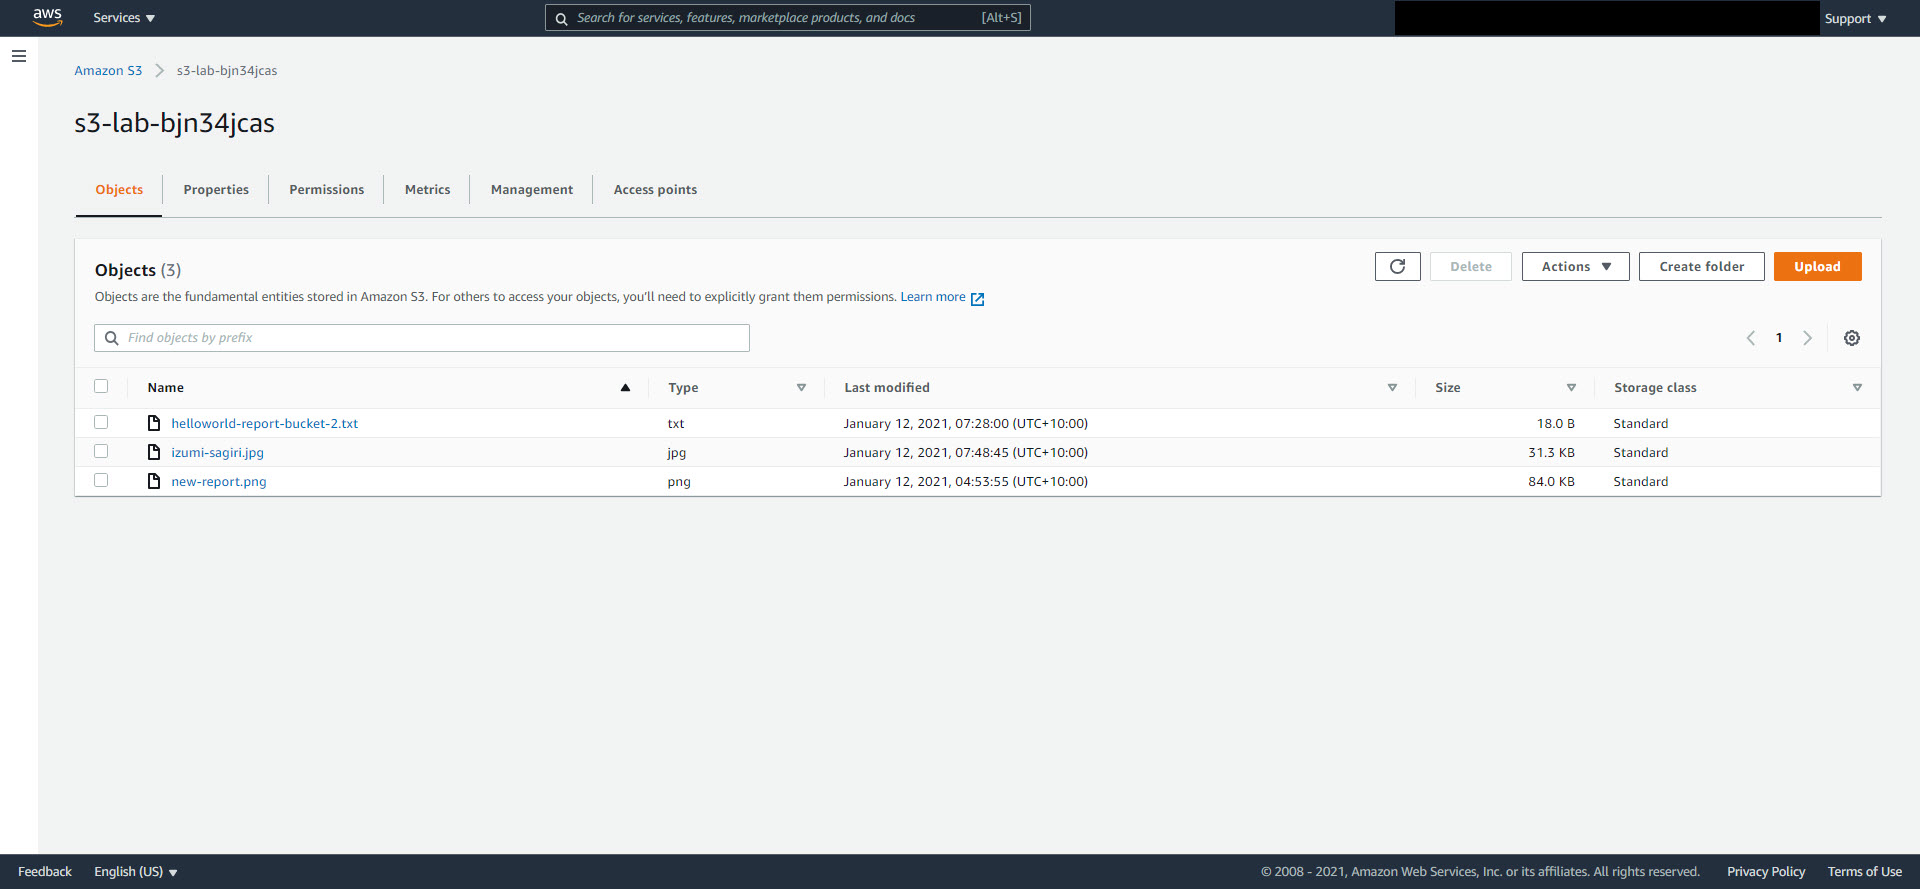 aws Services Search for services, features, marketplace products, and docs [Alt+S] Support
Amazon S3 s3-lab-bjn34jcas
s3-lab-bjn34jcas
Objects Properties Permissions Metrics Management Access points
Objects (3) Delete Actions Create folder Upload
Objects are the fundamental entities stored in Amazon S3. For others to access your objects, you'll need to explicitly grant them permissions. Learn more
Find objects by prefix 1
Name Type Last modified Size Storage class
helloworld-report-bucket-2.txt txt January 12, 2021, 07:28:00 (UTC+10:00) 18.0 B Standard
izumi-sagiri.jpg jpg January 12, 2021, 07:48:45 (UTC+10:00) 31.3 KB Standard
new-report.png png January 12, 2021, 04:53:55 (UTC+10:00) 84.0 KB Standard
Feedback English (US) © 2008 - 2021, Amazon Web Services, Inc. or its affiliates. All rights reserved. Privacy Policy Terms of Use